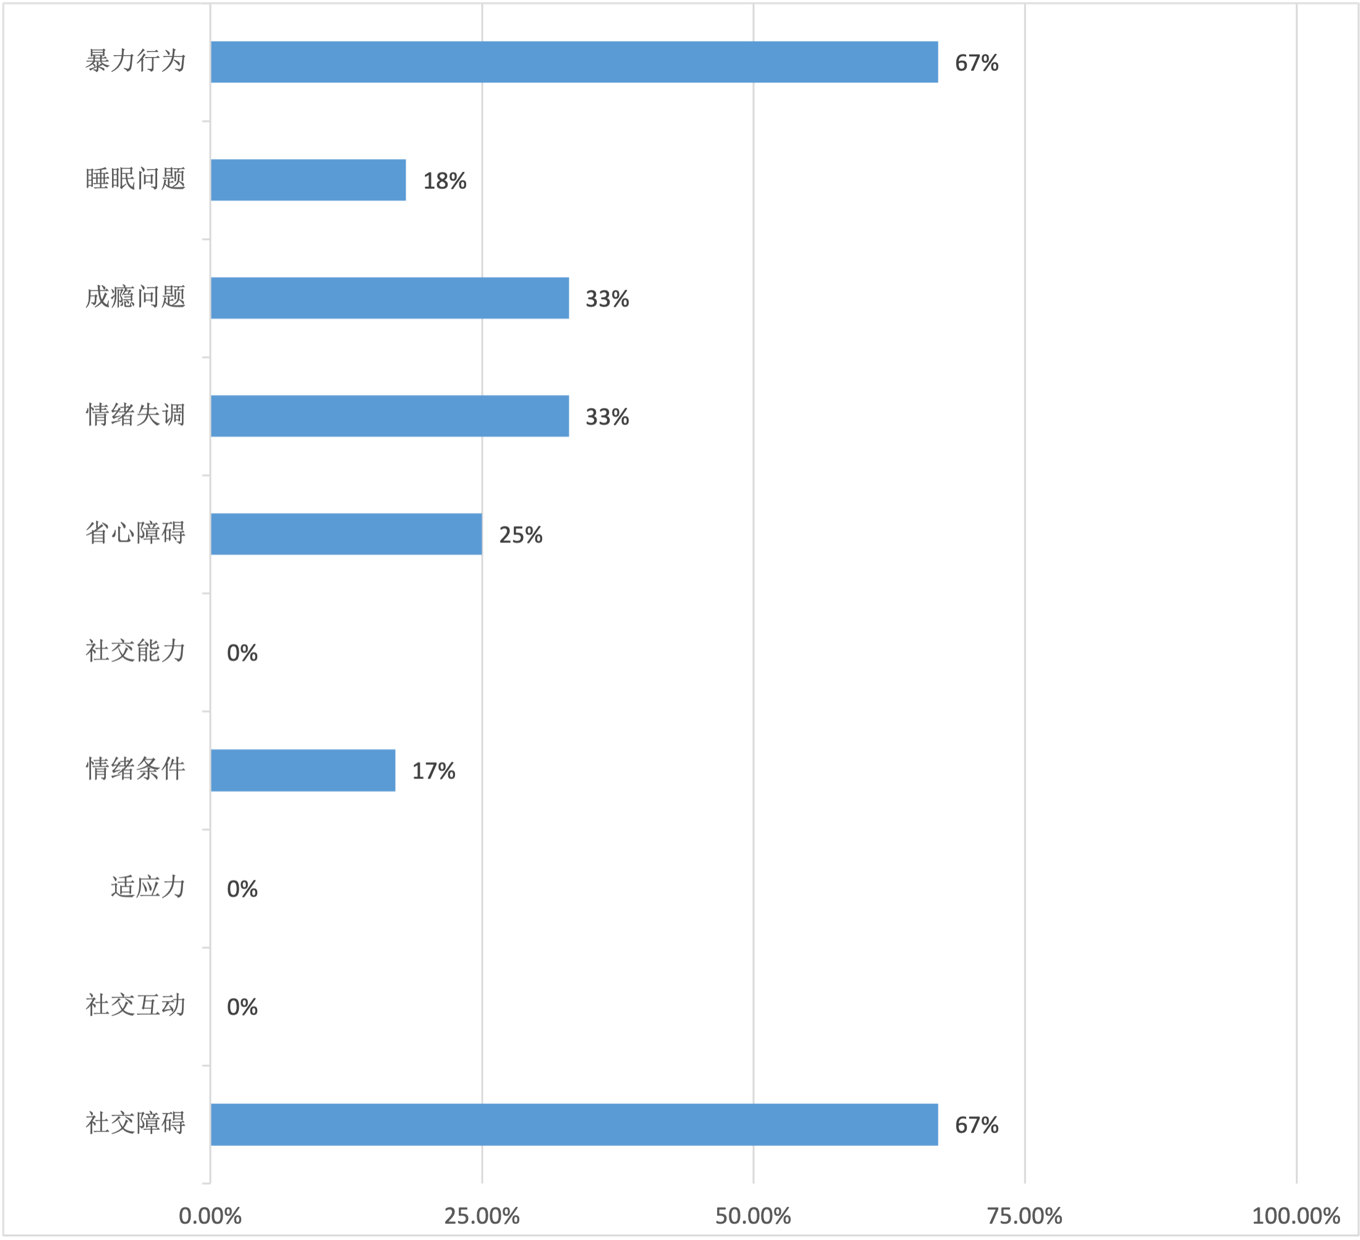 暴力行为 67%
睡眠问题 18%
成瘾问题 33%
情绪失调 33%
省心障碍 25%
社交能力 0%
情绪条件 17%
适应力 0%
社交互动 0%
社交障碍 67%
0.00% 25.00% 50.00% 75.00% 100.00%